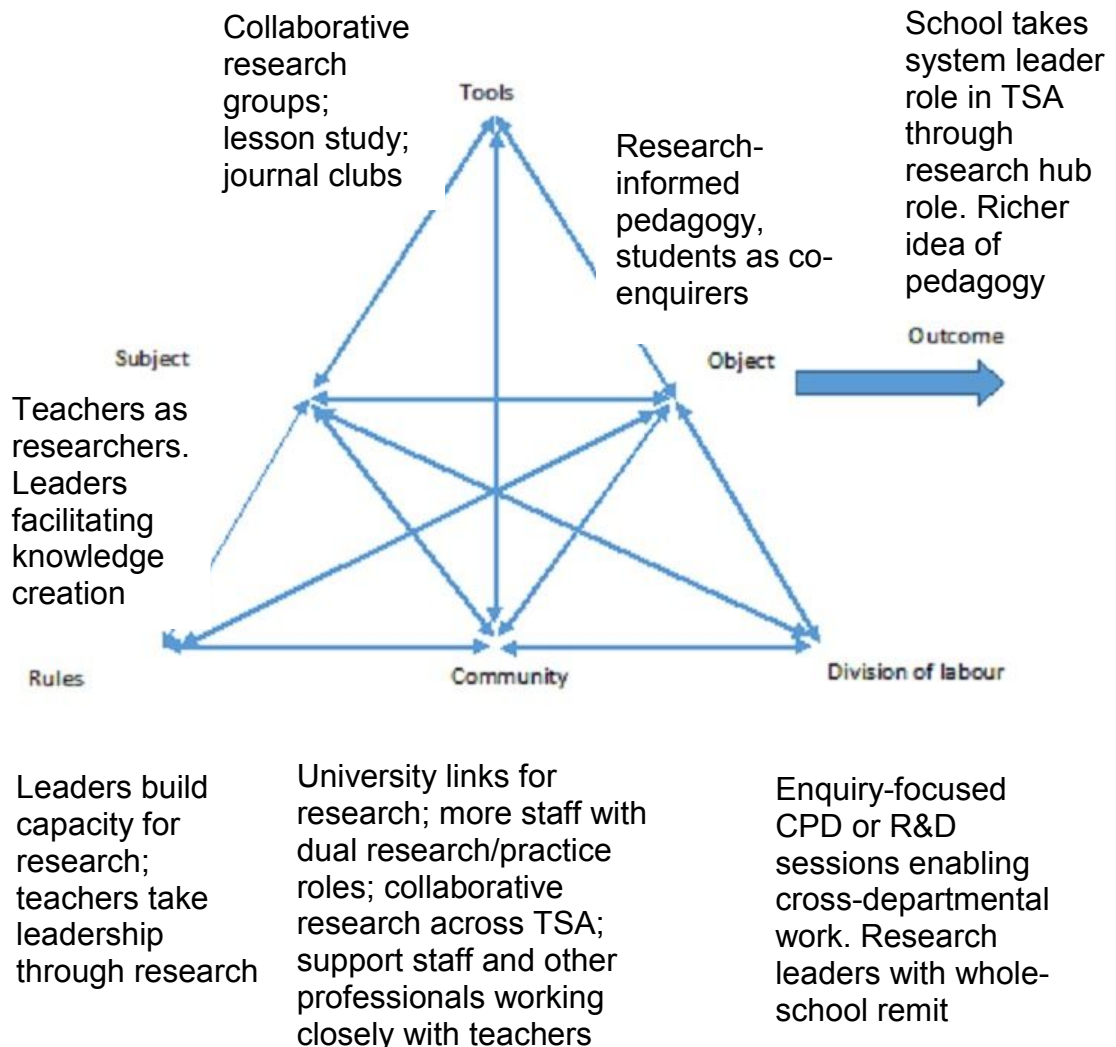 Collaborative
research
groups;
lesson study;
journal clubs
Tools
Research-
informed
pedagogy,
students as co-
enquirers
School takes
system leader
role in TSA
through
research hub
role. Richer
idea of
pedagogy
Outcome
Subject
Object
Teachers as
researchers.
Leaders
facilitating
knowledge
creation
Rules
Community
Division of labour
Leaders build
capacity for
research;
teachers take
leadership
through research
University links for
research; more staff with
dual research/practice
roles; collaborative
research across TSA;
support staff and other
professionals working
closely with teachers
Enquiry-focused
CPD or R&D
sessions enabling
cross-departmental
work. Research
leaders with whole-
school remit